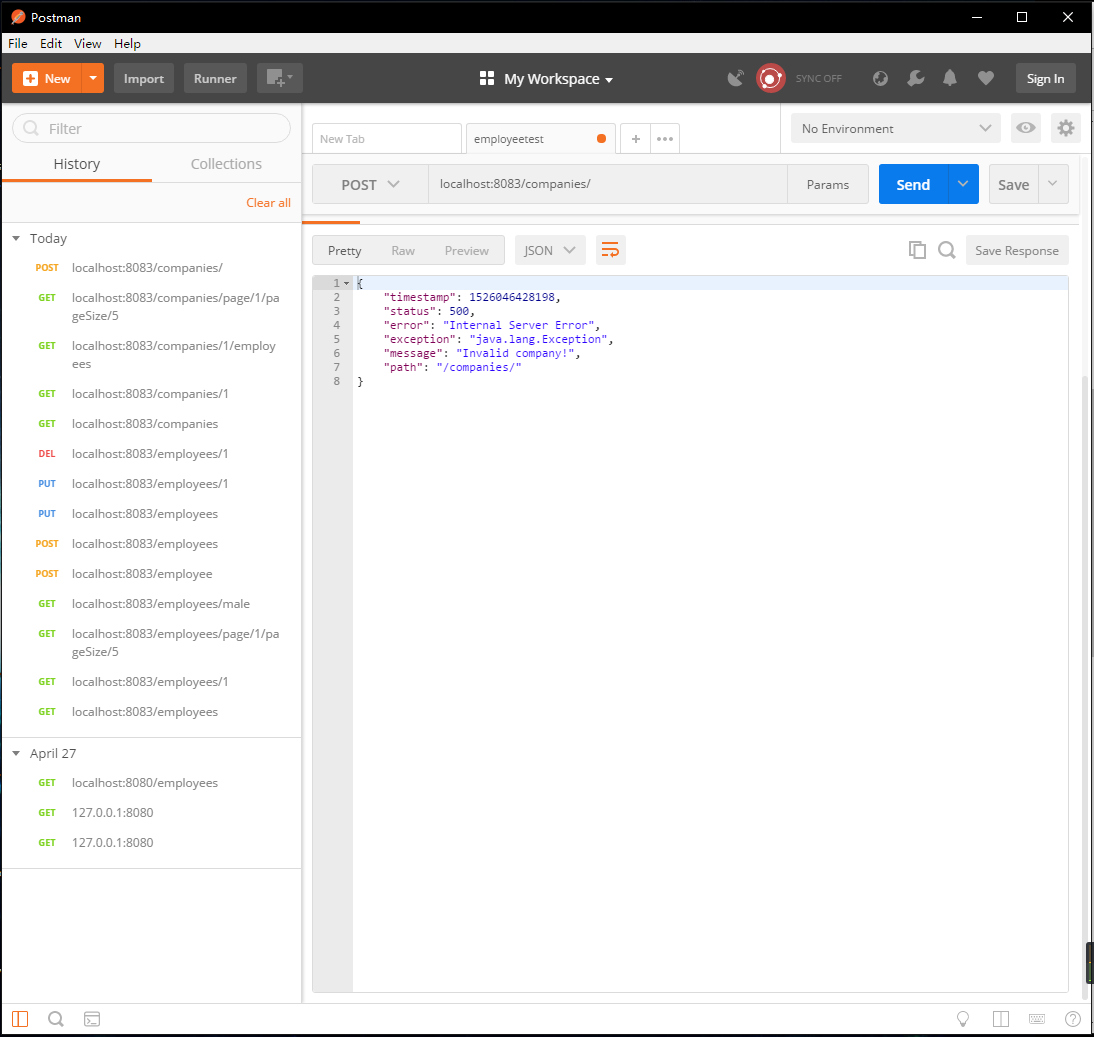 Postman
File Edit View Help
New Import Runner My Workspace SYNC OFF Sign In
Filter
History Collections
Clear all
Today
POST localhost:8083/companies/
GET localhost:8083/companies/page/1/pa
geSize/5
GET localhost:8083/companies/1/employ
ees
GET localhost:8083/companies/1
GET localhost:8083/companies
DEL localhost:8083/employees/1
PUT localhost:8083/employees/1
PUT localhost:8083/employees
POST localhost:8083/employees
POST localhost:8083/employee
GET localhost:8083/employees/male
GET localhost:8083/employees/page/1/pa
geSize/5
GET localhost:8083/employees/1
GET localhost:8083/employees
April 27
GET localhost:8080/employees
GET 127.0.0.1:8080
GET 127.0.0.1:8080
New Tab employeetest + ••• No Environment
POST localhost:8083/companies/ Params Send Save
Pretty Raw Preview JSON Save Response
1 {
2 "timestamp": 1526046428198,
3 "status": 500,
4 "error": "Internal Server Error",
5 "exception": "java.lang.Exception",
6 "message": "Invalid company!",
7 "path": "/companies/"
8 }